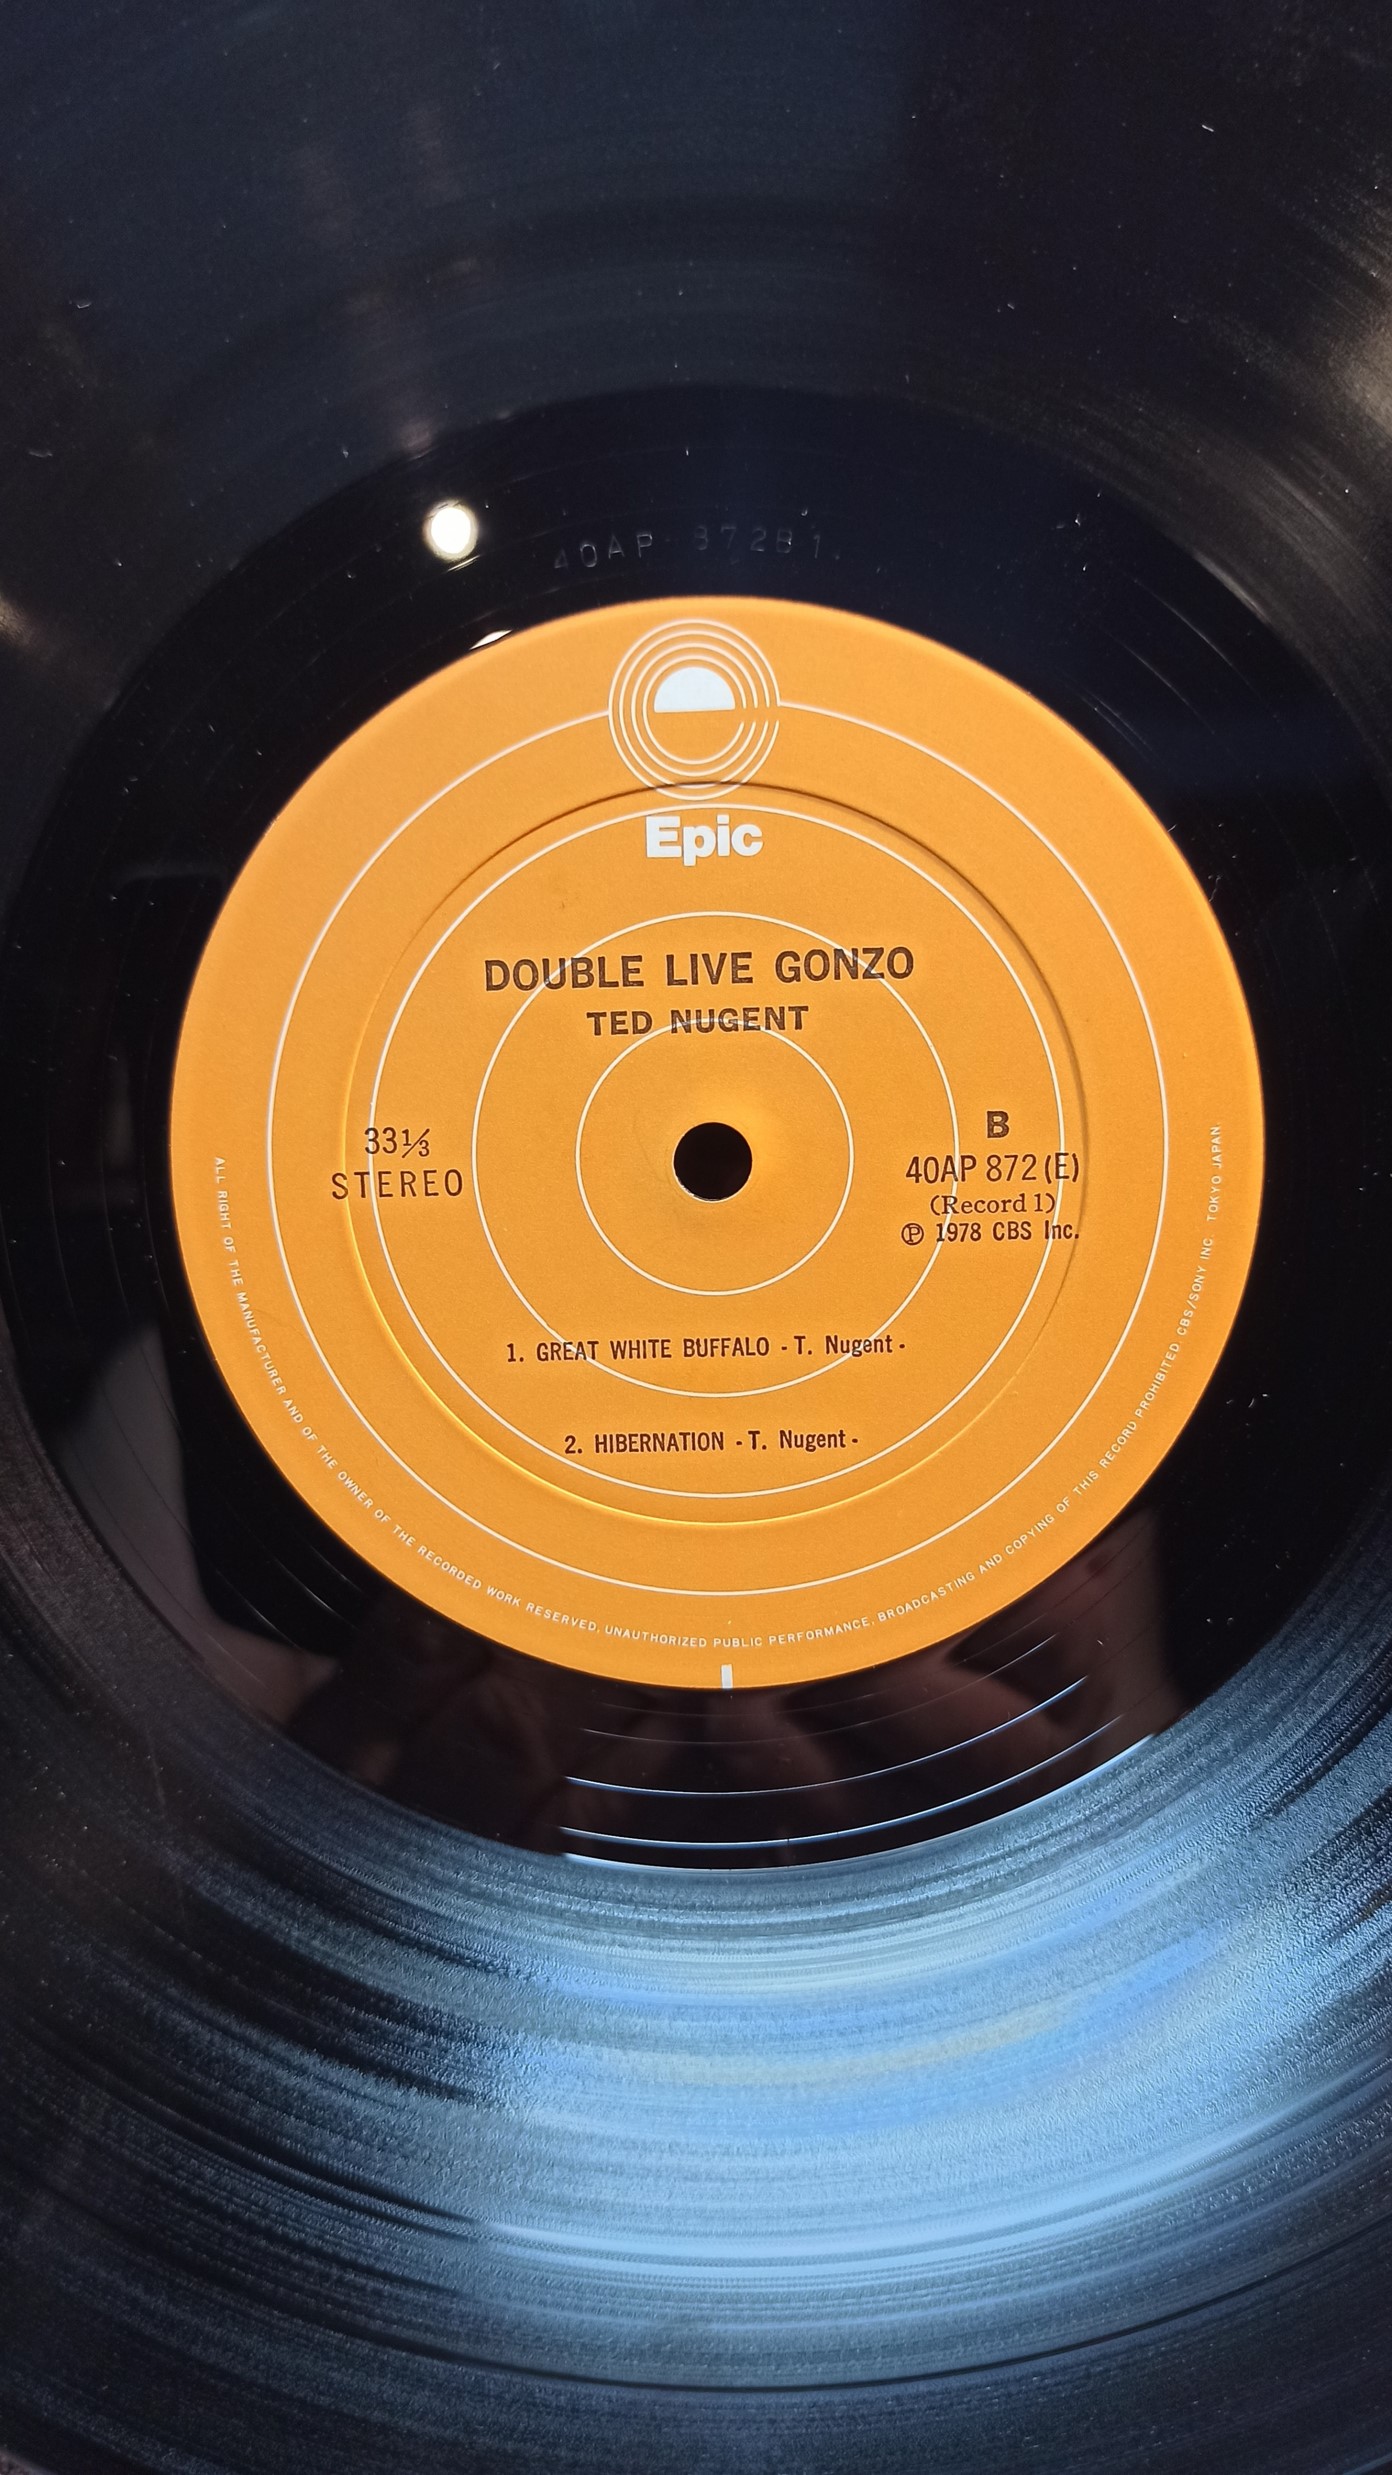 40AP 872B1.
Epic
DOUBLE LIVE GONZO
TED NUGENT
33⅓
STEREO
B
40AP 872 (E)
(Record 1)
℗ 1978 CBS Inc.
1. GREAT WHITE BUFFALO - T. Nugent -
2. HIBERNATION - T. Nugent -
ALL RIGHT OF THE MANUFACTURER AND OF THE OWNER OF THE RECORDED WORK RESERVED, UNAUTHORIZED PUBLIC PERFORMANCE, BROADCASTING AND COPYING OF THIS RECORD PROHIBITED. CBS/SONY INC. TOKYO JAPAN.